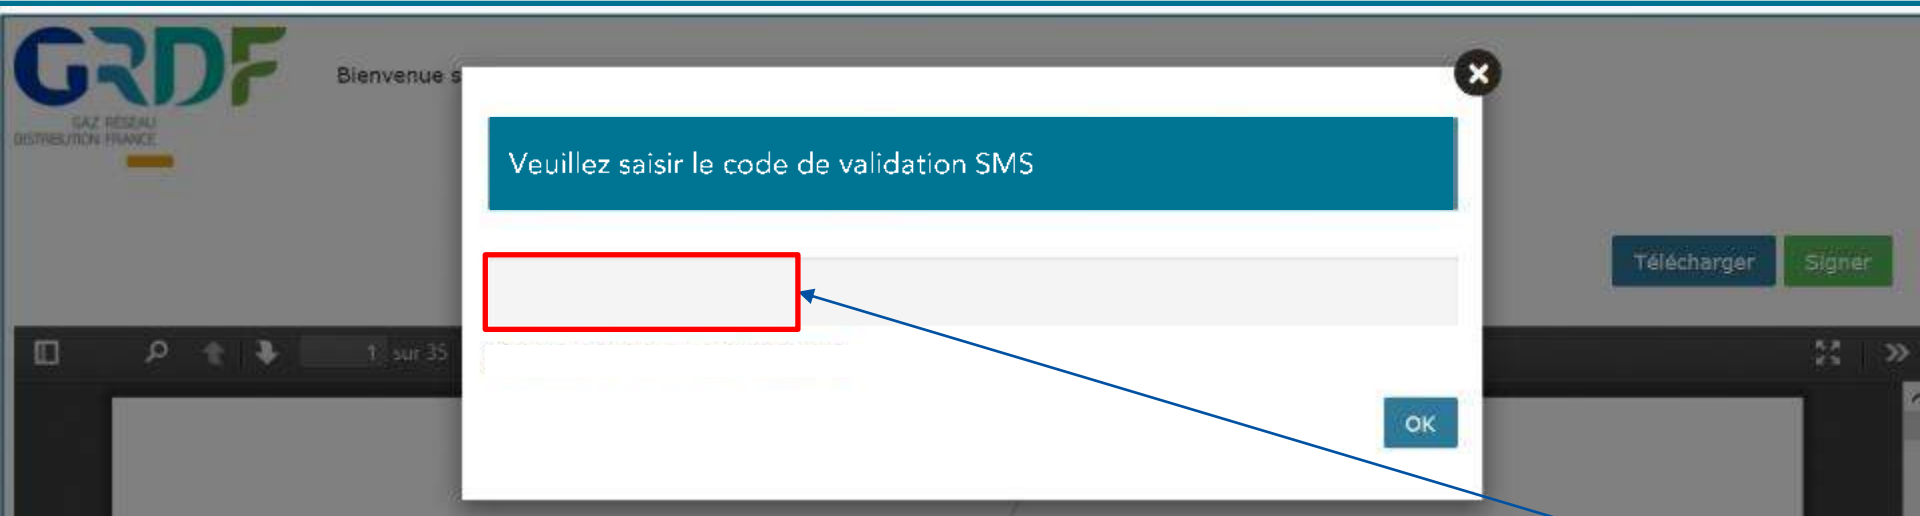 GRDF
GAZ RÉSEAU
DISTRIBUTION FRANCE
Bienvenue s
Veuillez saisir le code de validation SMS
Télécharger
Signer
1 sur 35
OK